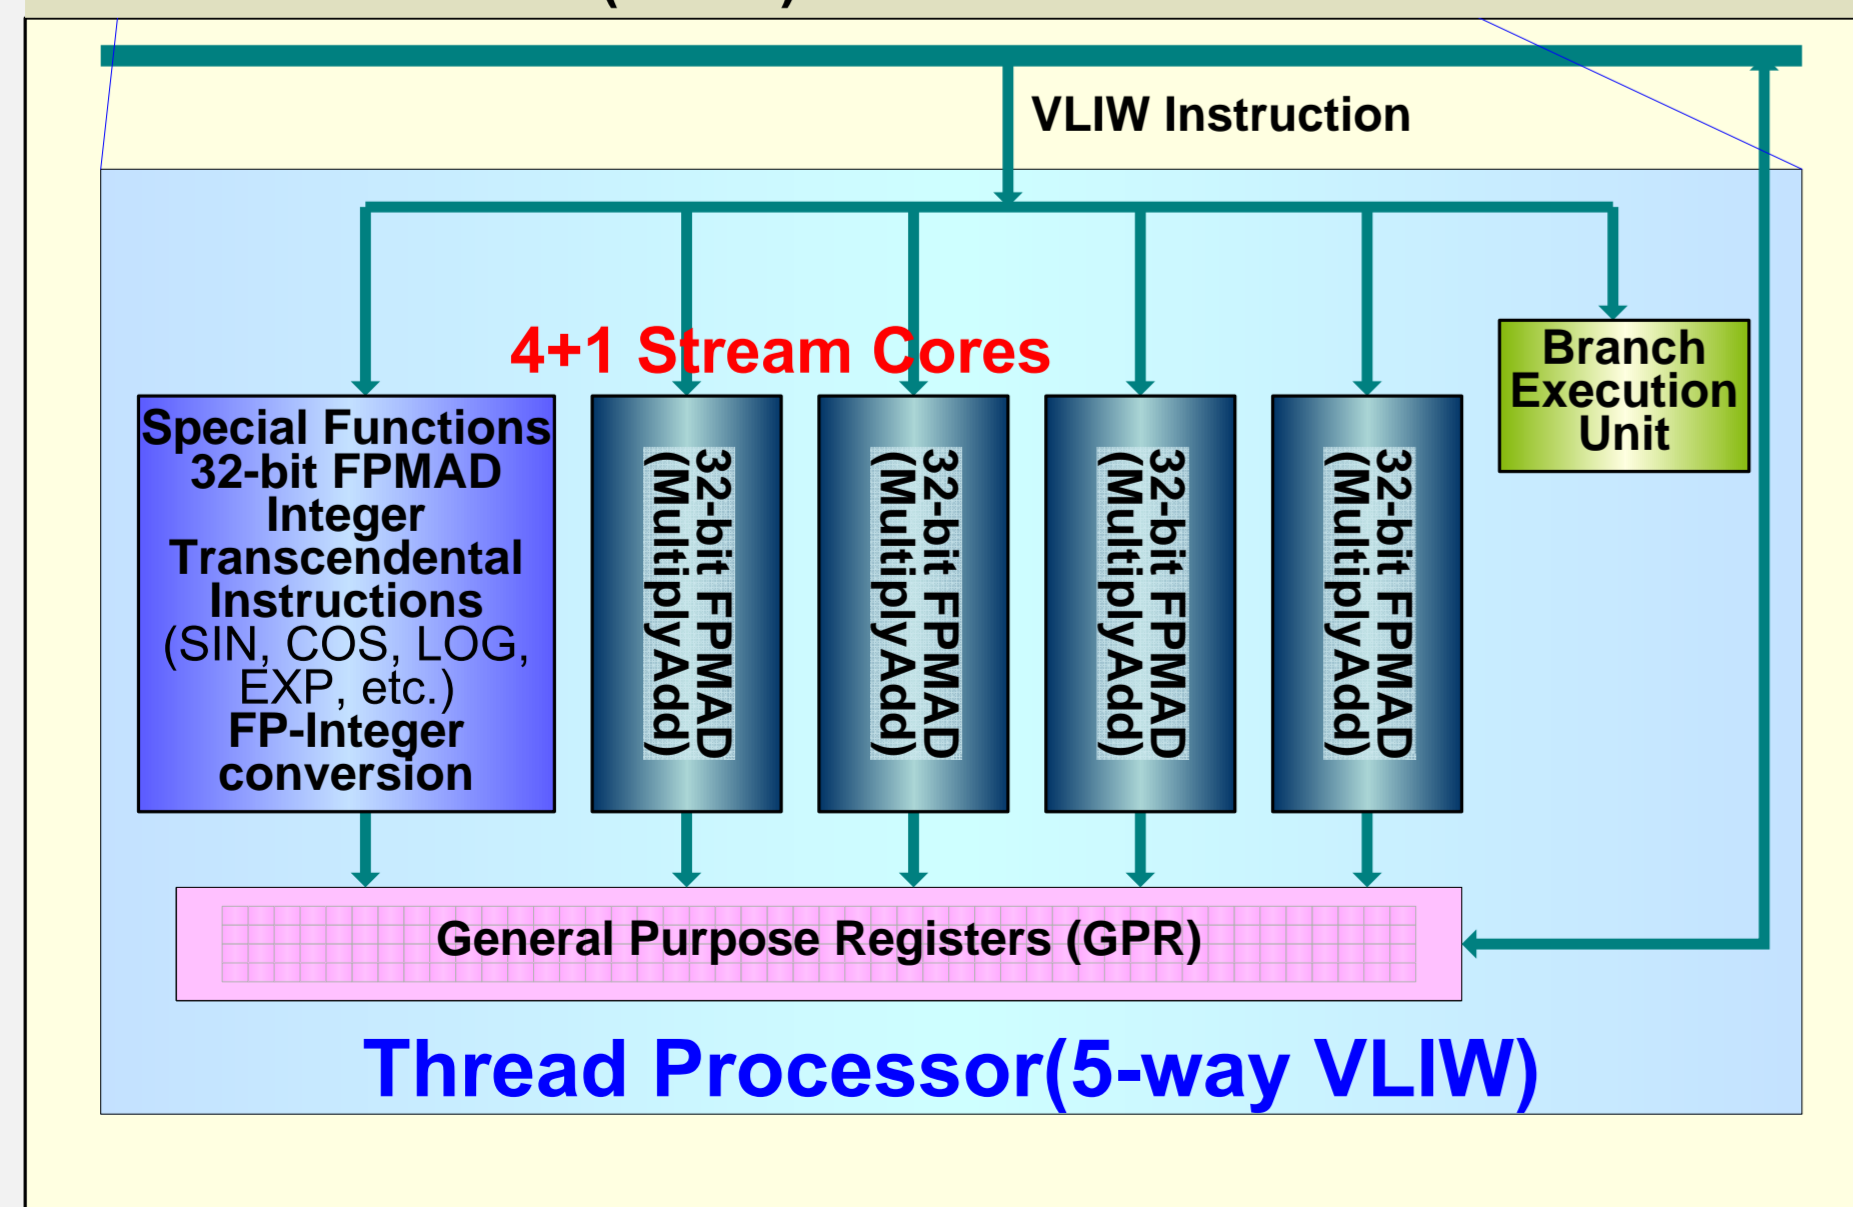 VLIW Instruction
4+1 Stream Cores
Branch
Execution
Unit
Special Functions
32-bit FPMAD
Integer
Transcendental
Instructions
(SIN, COS, LOG,
EXP, etc.)
FP-Integer
conversion
32-bit FPMAD
(MultiplyAdd)
32-bit FPMAD
(MultiplyAdd)
32-bit FPMAD
(MultiplyAdd)
32-bit FPMAD
(MultiplyAdd)
General Purpose Registers (GPR)
Thread Processor(5-way VLIW)